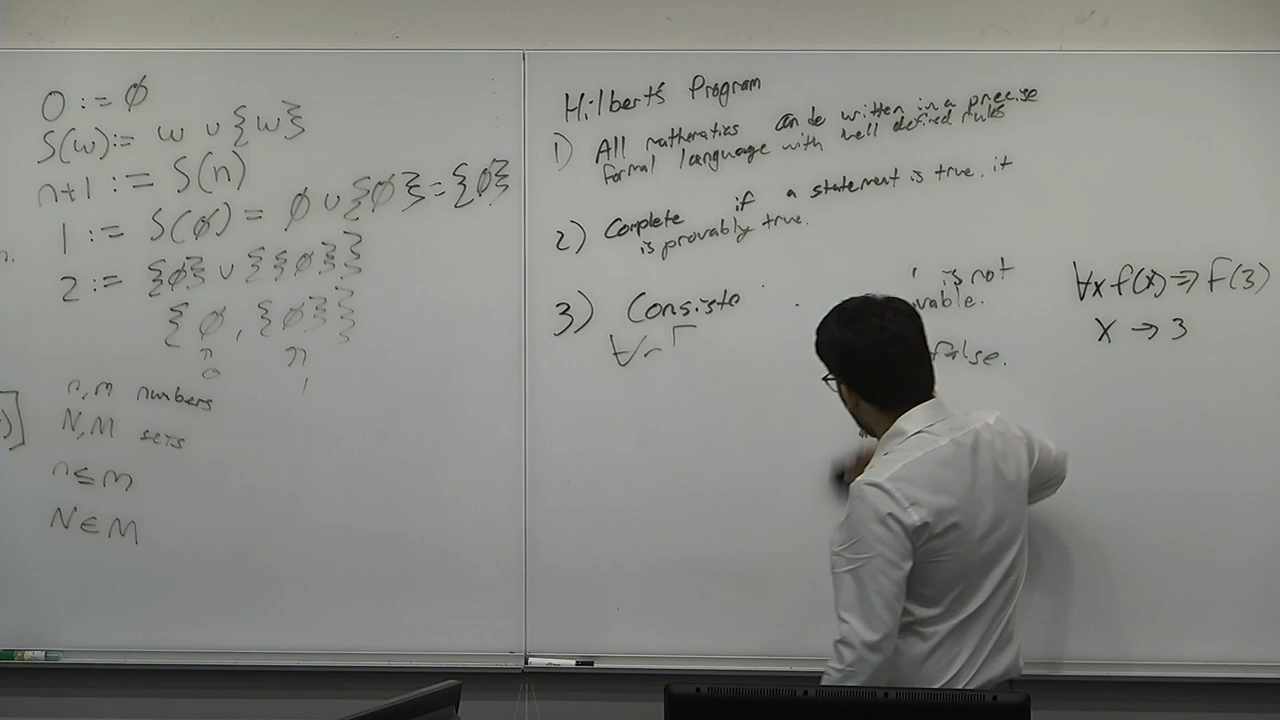 0 := ∅
S(w) := w ∪ {w}
n+1 := S(n)
1 := S(∅) = ∅ ∪ {∅} = {∅}
2 := {∅} ∪ {{∅}}
{∅, {∅}}
0 1
n, m numbers
N, M sets
n ≤ m
N ∈ M
Hilbert's Program
1) All mathematics can be written in a precise
formal language with well defined rules
2) Complete if a statement is true, it
is provably true.
3) Consiste
is not
false.
∀x f(x) ⇒ F(3)
x → 3